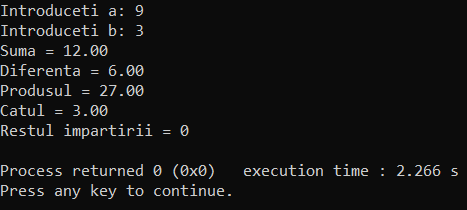 Introduceti a: 9
Introduceti b: 3
Suma = 12.00
Diferenta = 6.00
Produsul = 27.00
Catul = 3.00
Restul impartirii = 0
Process returned 0 (0x0)   execution time : 2.266 s
Press any key to continue.